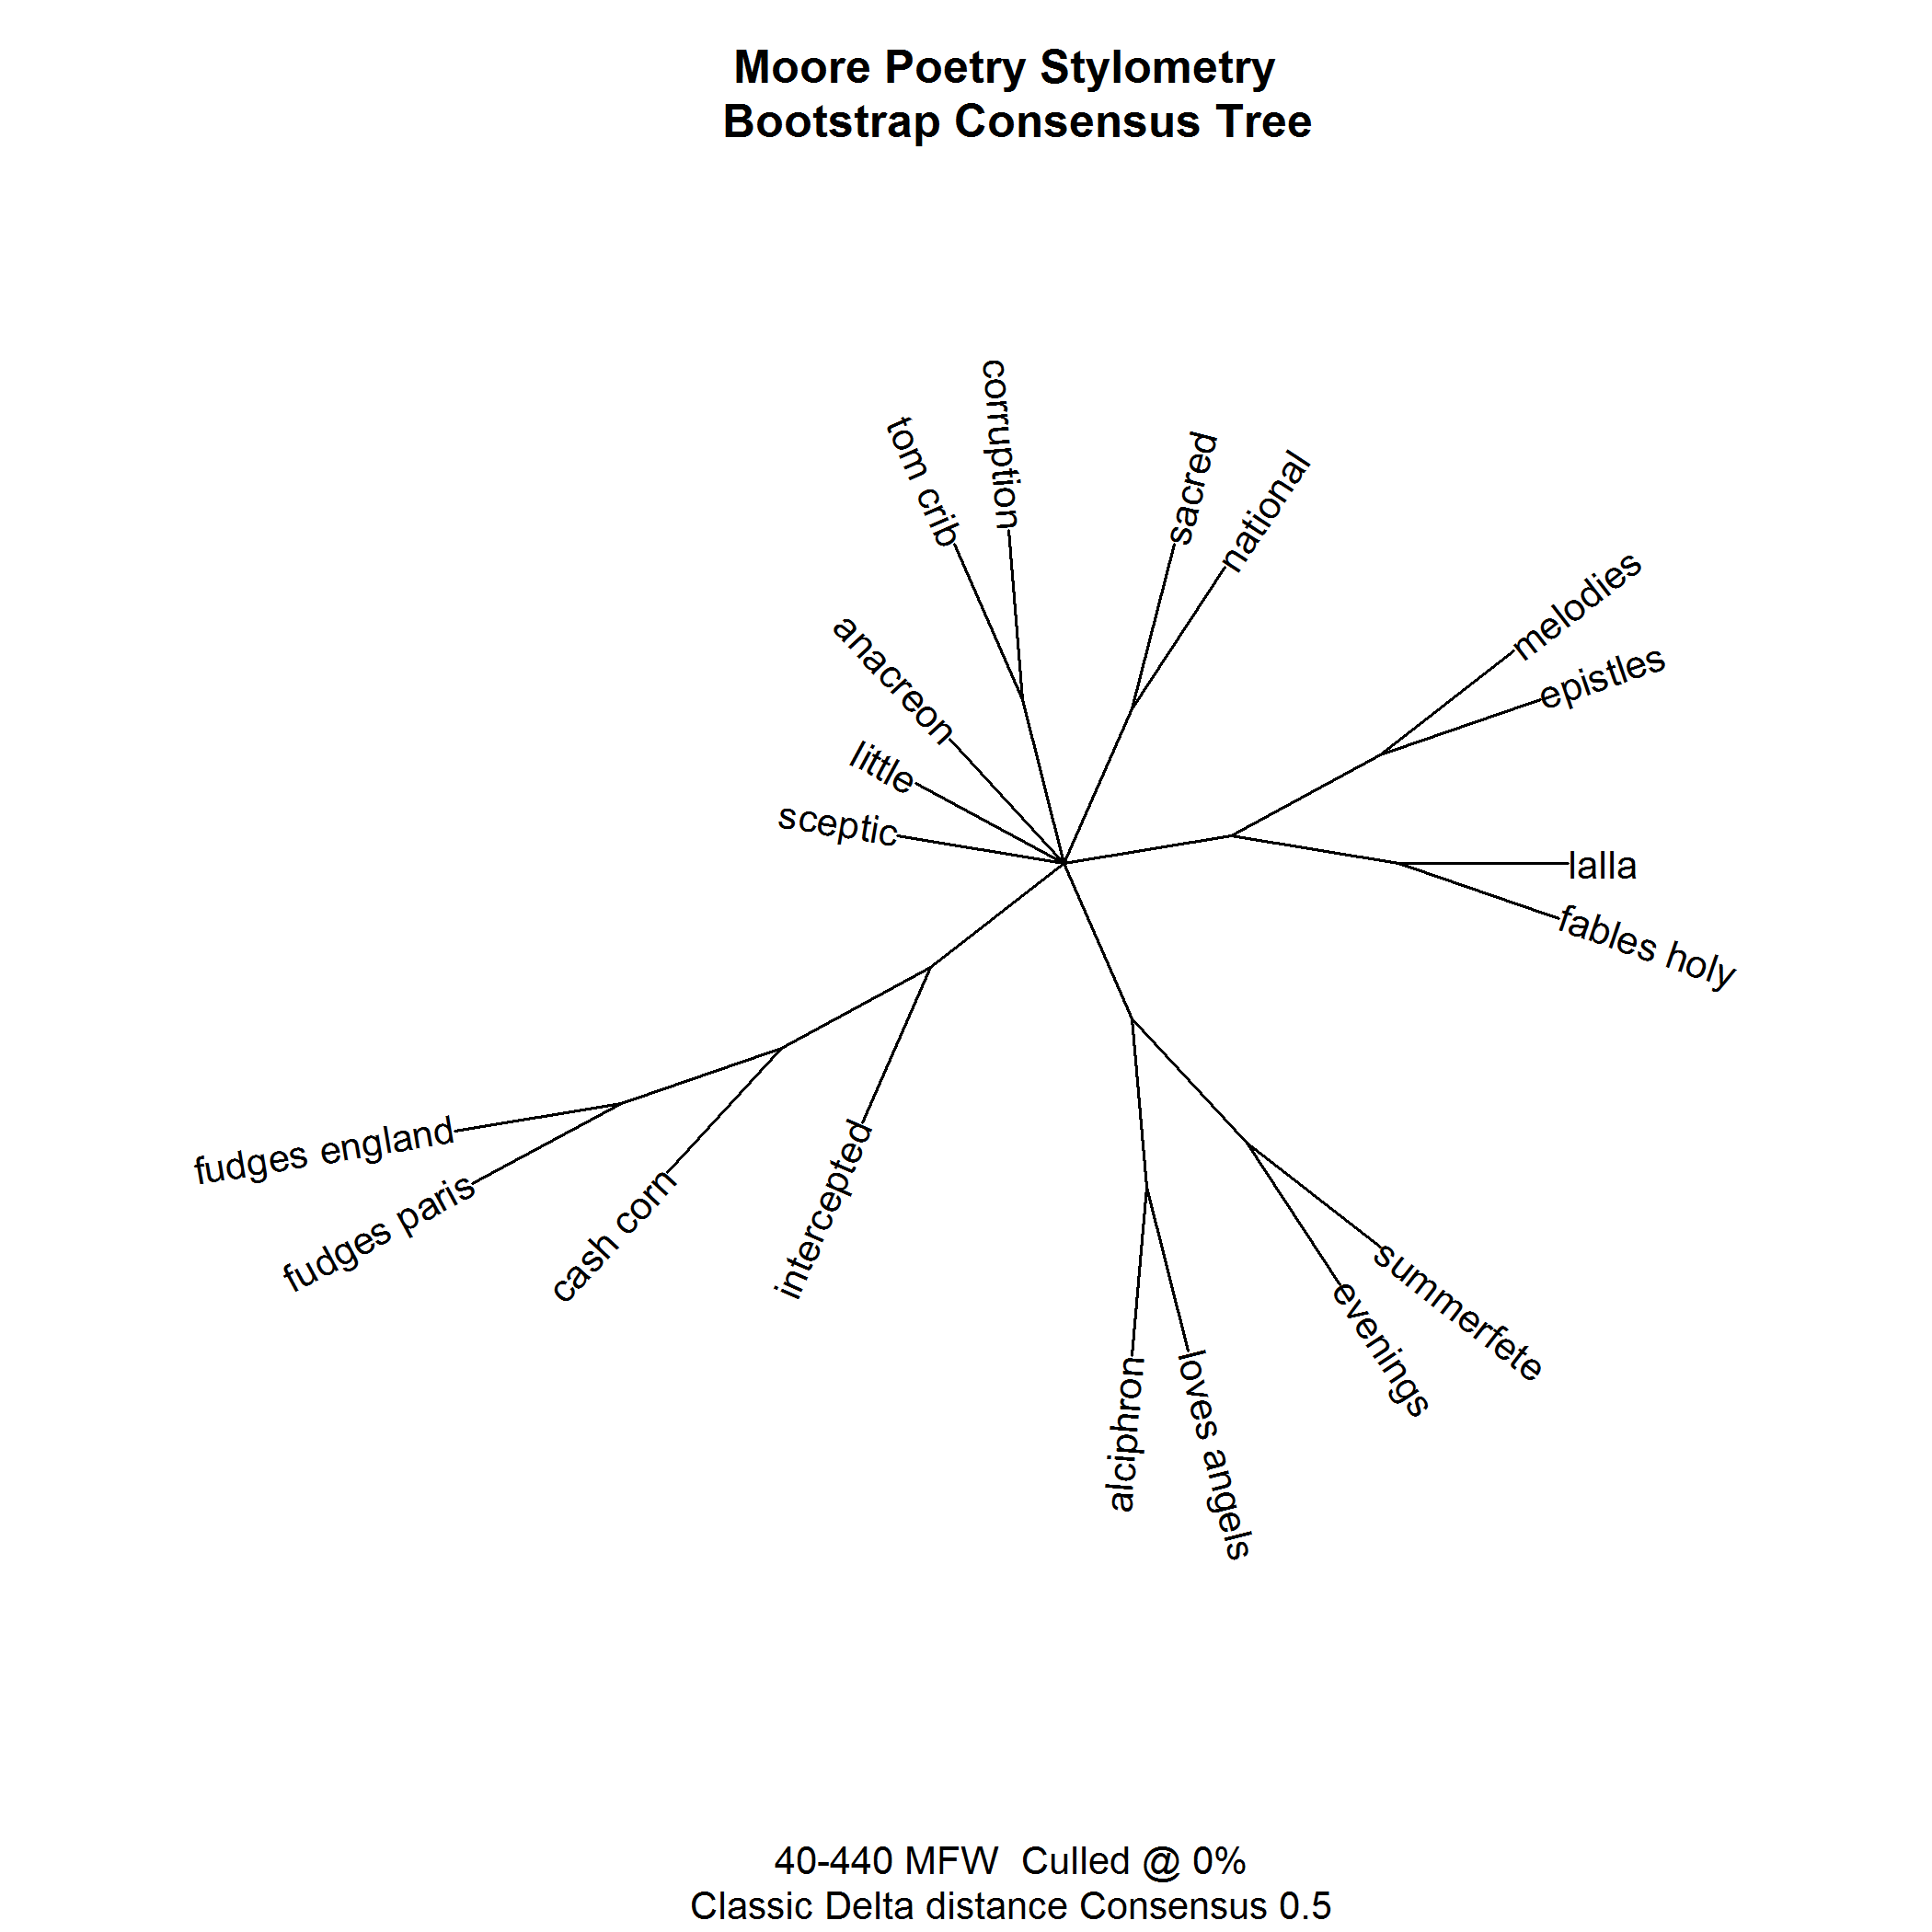 Moore Poetry Stylometry
Bootstrap Consensus Tree
corruption
tom crib
sacred
national
melodies
epistles
anacreon
little
sceptic
lalla
fables holy
fudges england
fudges paris
cash corn
intercepted
summerfete
evenings
alciphron
loves angels
40-440 MFW  Culled @ 0%
Classic Delta distance Consensus 0.5